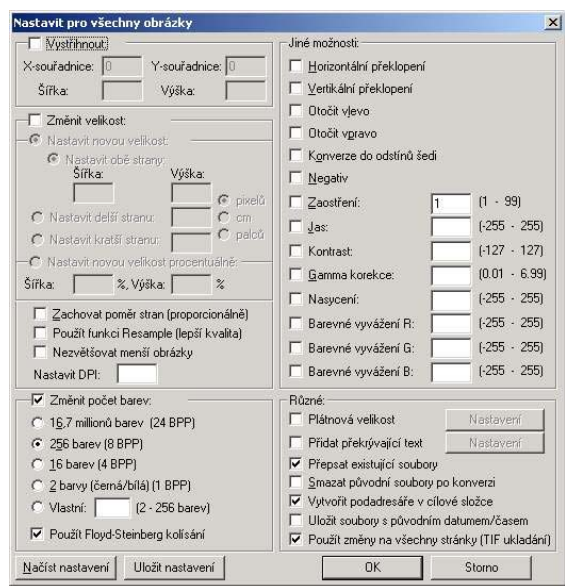 Nastavit pro všechny obrázky
Vystřihnout:
X-souřadnice: 0 Y-souřadnice: 0
Šířka: Výška:
Změnit velikost:
Nastavit novou velikost:
Nastavit obě strany:
Šířka: Výška:
pixelů
Nastavit delší stranu: cm
Nastavit kratší stranu: palců
Nastavit novou velikost procentuálně:
Šířka: %, Výška: %
Zachovat poměr stran (proporcionálně)
Použít funkci Resample (lepší kvalita)
Nezvětšovat menší obrázky
Nastavit DPI:
Změnit počet barev:
16,7 millionů barev (24 BPP)
256 barev (8 BPP)
16 barev (4 BPP)
2 barvy (černá/bílá) (1 BPP)
Vlastní: (2 - 256 barev)
Použít Floyd-Steinberg kolísání
Načíst nastavení Uložit nastavení
Jiné možnosti:
Horizontální překlopení
Vertikální překlopení
Otočit vlevo
Otočit vpravo
Konverze do odstínů šedi
Negativ
Zaostření: 1 (1 - 99)
Jas: (-255 - 255)
Kontrast: (-127 - 127)
Gamma korekce: (0.01 - 6.99)
Nasycení: (-255 - 255)
Barevné vyvážení R: (-255 - 255)
Barevné vyvážení G: (-255 - 255)
Barevné vyvážení B: (-255 - 255)
Různé:
Plátnová velikost Nastavení
Přidat překrývající text Nastavení
Přepsat existující soubory
Smazat původní soubory po konverzi
Vytvořit podadresáře v cílové složce
Uložit soubory s původním datumem/časem
Použít změny na všechny stránky (TIF ukládání)
OK Storno